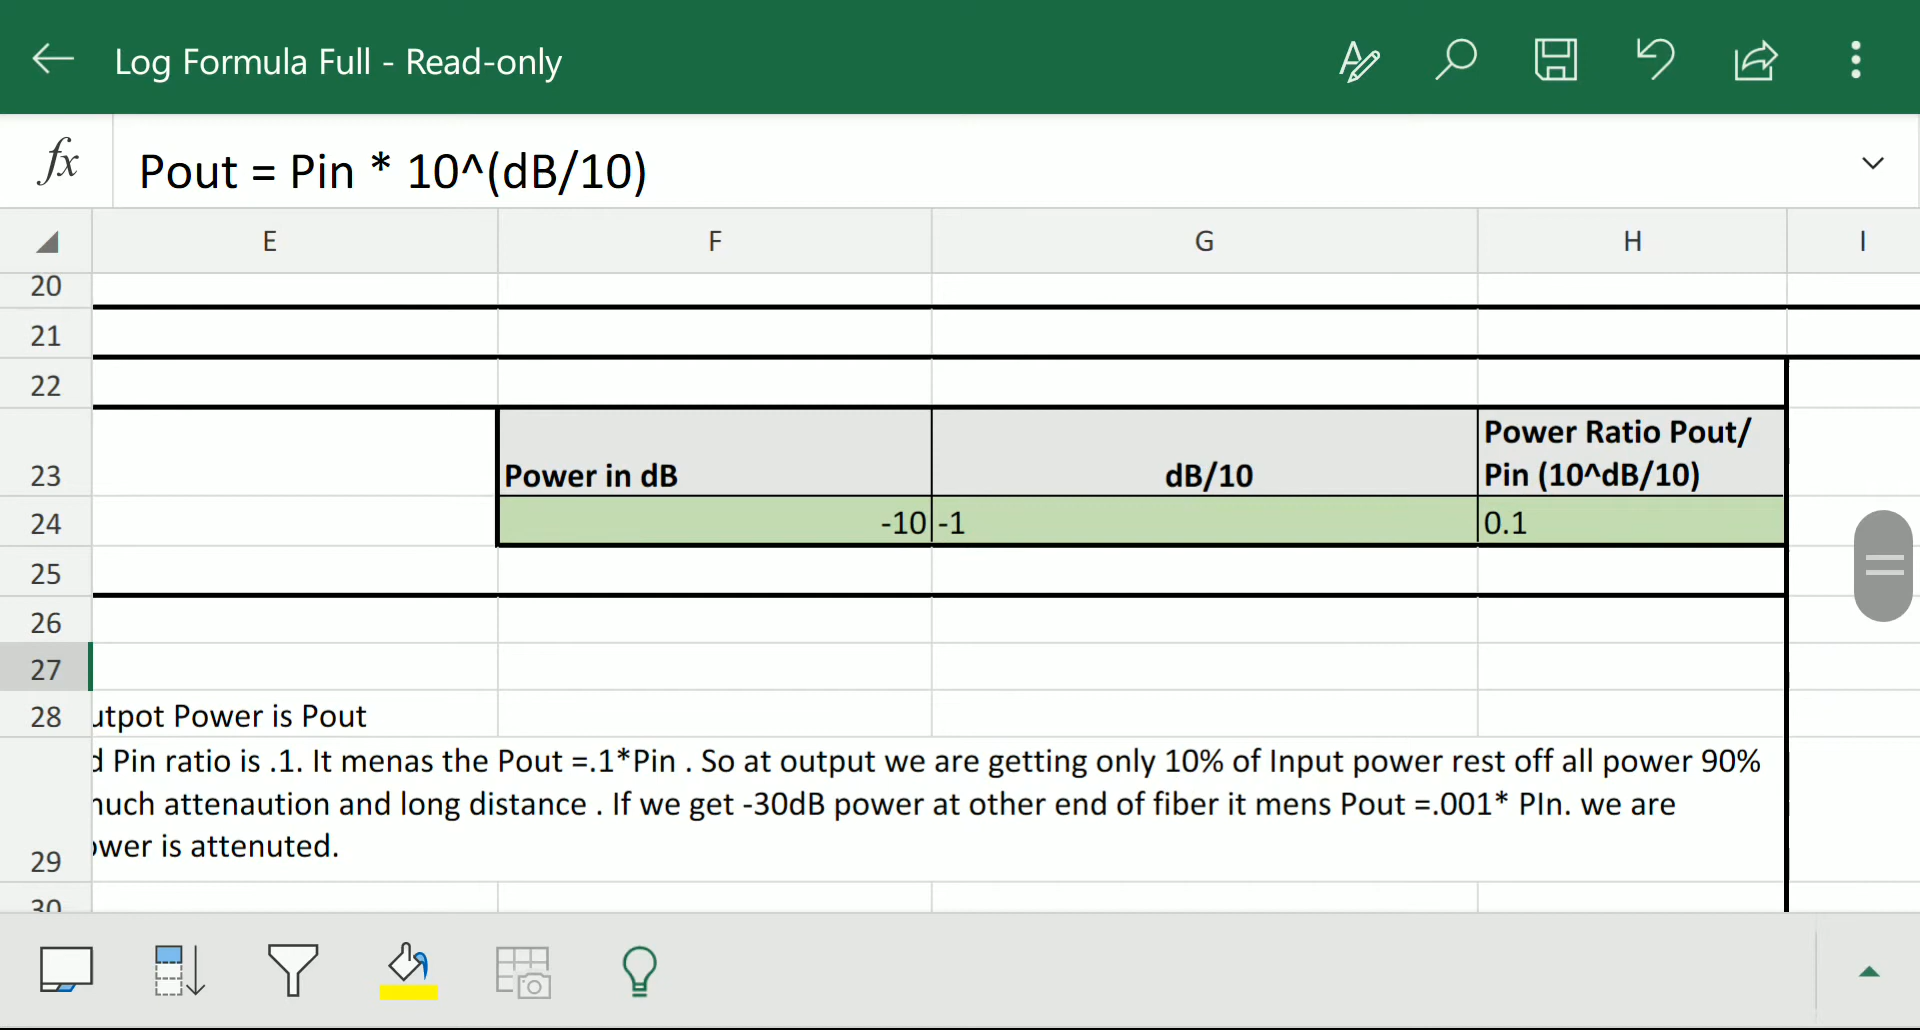 Log Formula Full - Read-only
fx Pout = Pin * 10^(dB/10)
E F G H I
20
21
22
23 Power in dB dB/10 Power Ratio Pout/
Pin (10^dB/10)
24 -10 -1 0.1
25
26
27
28 utpot Power is Pout
d Pin ratio is .1. It menas the Pout =.1*Pin . So at output we are getting only 10% of Input power rest off all power 90%
nuch attenaution and long distance . If we get -30dB power at other end of fiber it mens Pout =.001* PIn. we are
29 ower is attenuted.
30